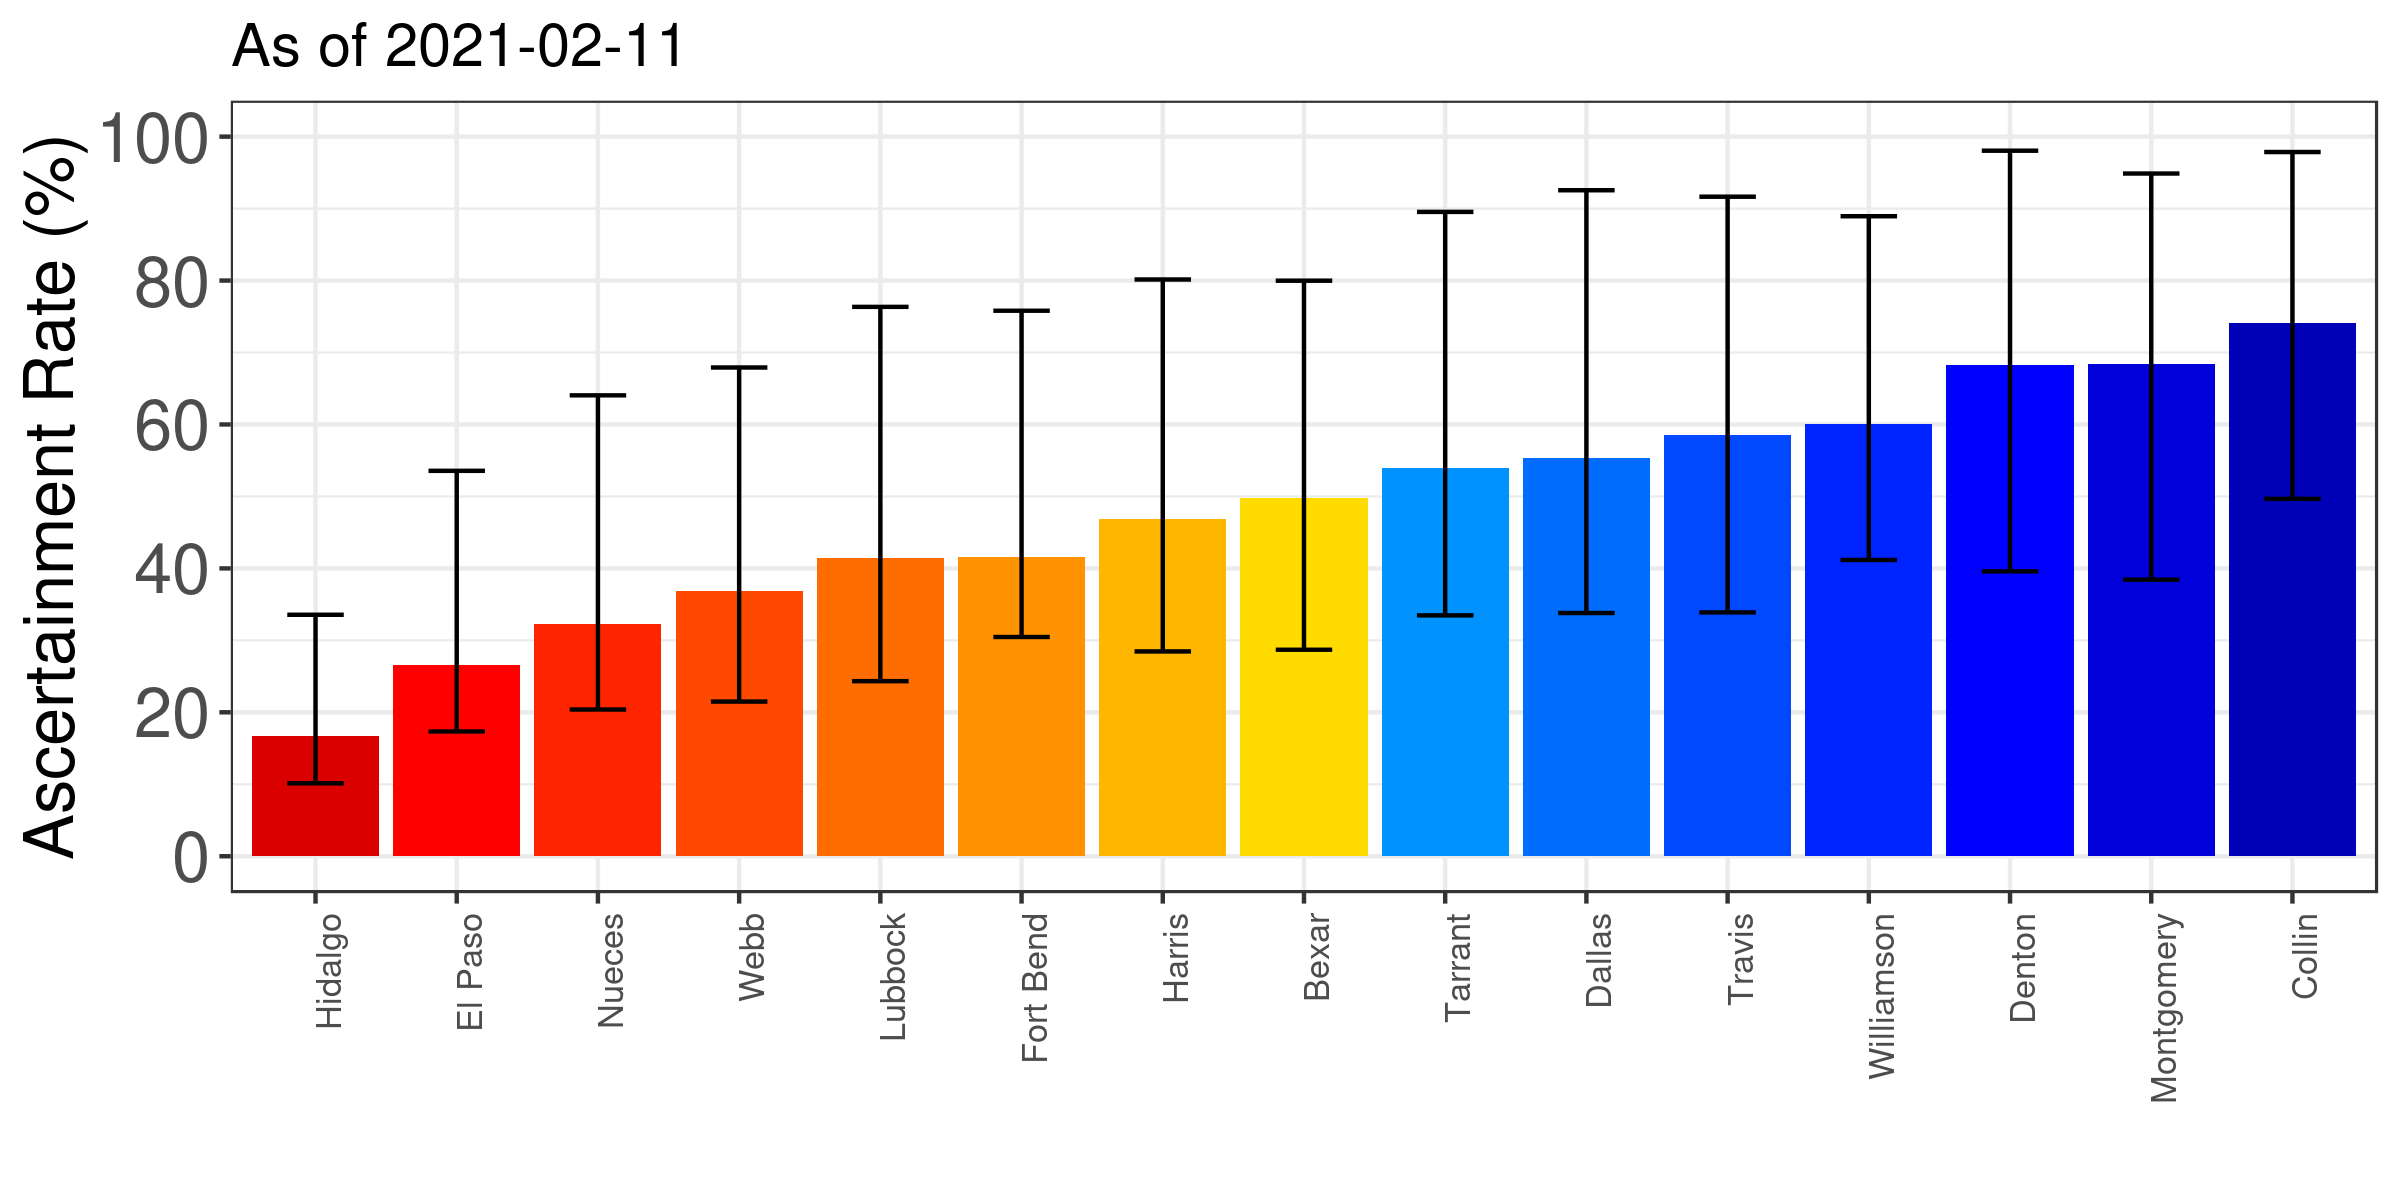 As of 2021-02-11
Ascertainment Rate (%)
100
80
60
40
20
0
Hidalgo
El Paso
Nueces
Webb
Lubbock
Fort Bend
Harris
Bexar
Tarrant
Dallas
Travis
Williamson
Denton
Montgomery
Collin